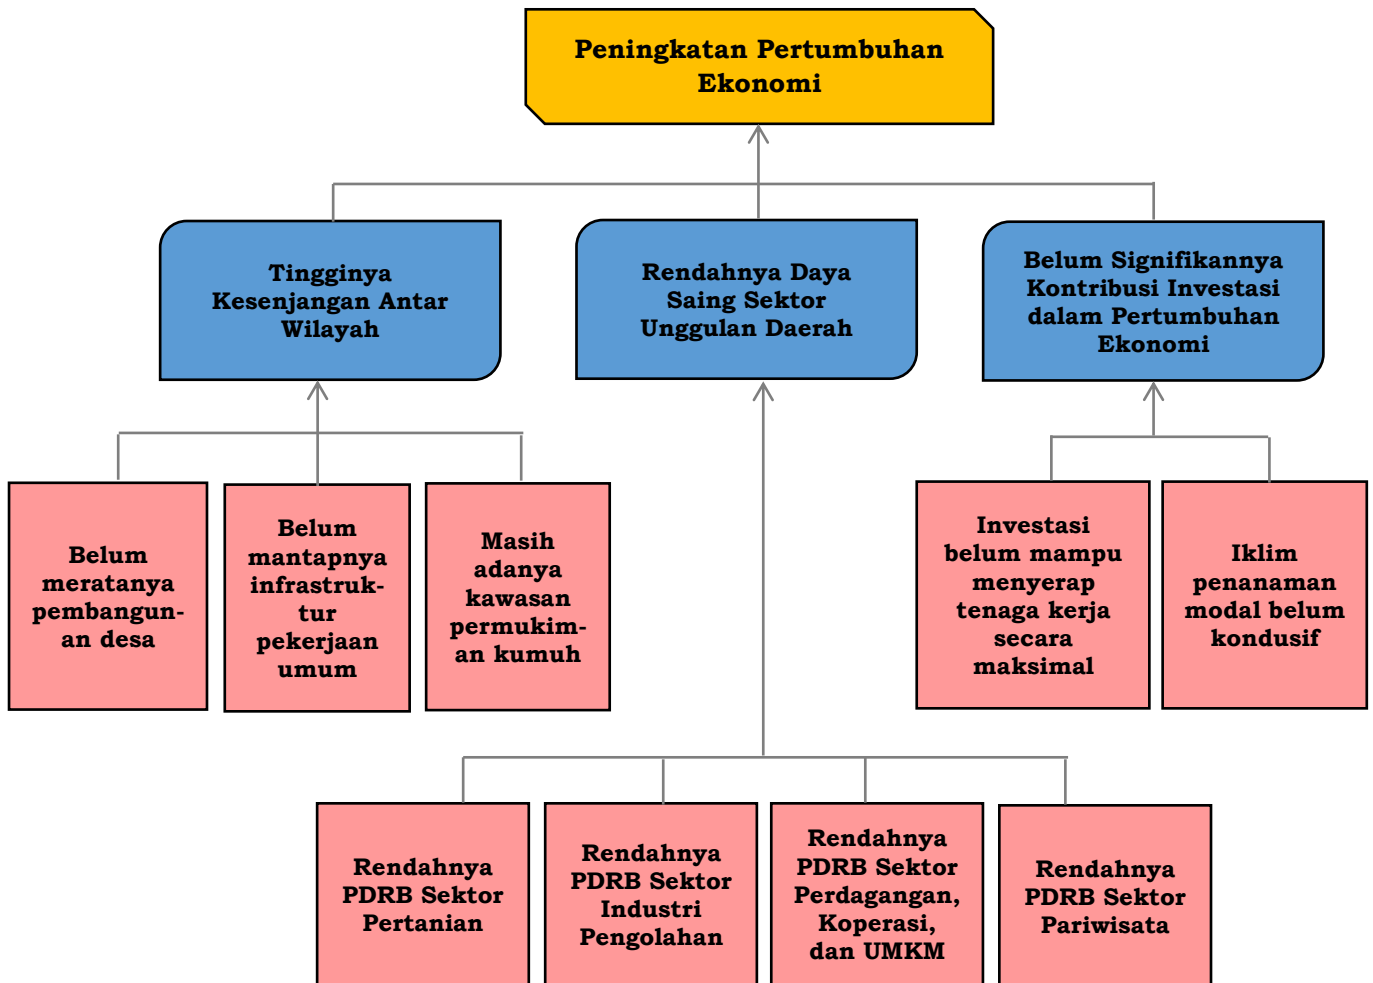 Peningkatan Pertumbuhan
Ekonomi
Tingginya
Kesenjangan Antar
Wilayah
Rendahnya Daya
Saing Sektor
Unggulan Daerah
Belum Signifikannya
Kontribusi Investasi
dalam Pertumbuhan
Ekonomi
Belum
meratanya
pembangun-
an desa
Belum
mantapnya
infrastruk-
tur
pekerjaan
umum
Masih
adanya
kawasan
permukim-
an kumuh
Investasi
belum mampu
menyerap
tenaga kerja
secara
maksimal
Iklim
penanaman
modal belum
kondusif
Rendahnya
PDRB Sektor
Pertanian
Rendahnya
PDRB Sektor
Industri
Pengolahan
Rendahnya
PDRB Sektor
Perdagangan,
Koperasi,
dan UMKM
Rendahnya
PDRB Sektor
Pariwisata